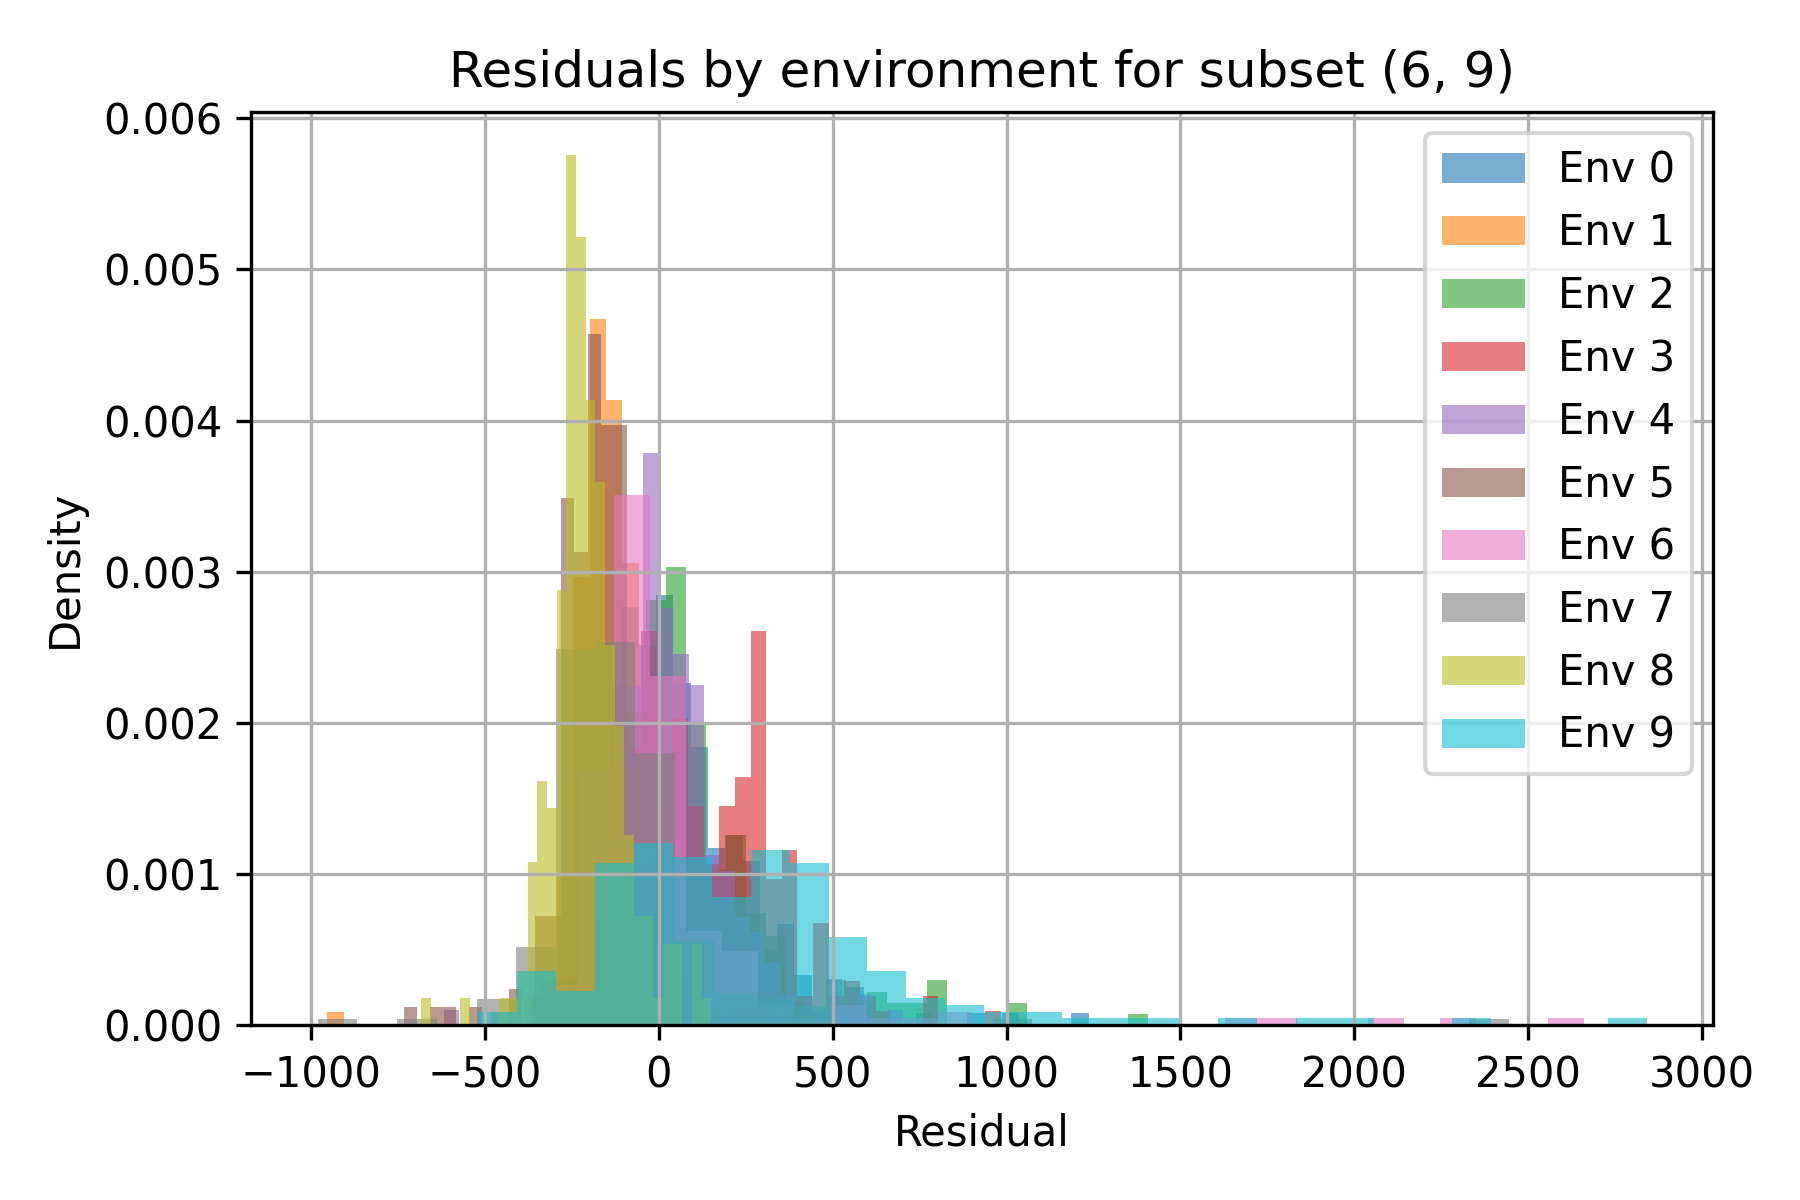 Residuals by environment for subset (6, 9)
0.006
0.005
0.004
0.003
0.002
0.001
0.000
Density
−1000
−500
0
500
1000
1500
2000
2500
3000
Residual
Env 0
Env 1
Env 2
Env 3
Env 4
Env 5
Env 6
Env 7
Env 8
Env 9